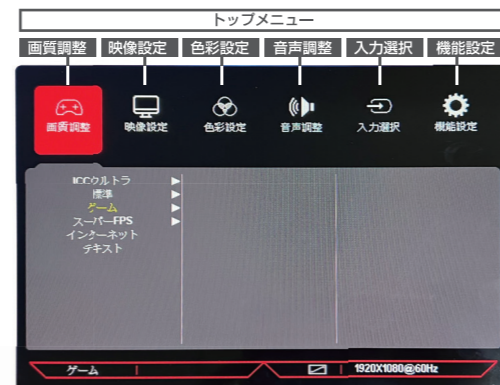 トップメニュー
画質調整 映像設定 色彩設定 音声調整 入力選択 機能設定
画質調整 映像設定 色彩設定 音声調整 入力選択 機能設定
ICCウルトラ
標準
ゲーム
スーパーFPS
インターネット
テキスト
ゲーム 1920X1080@60Hz